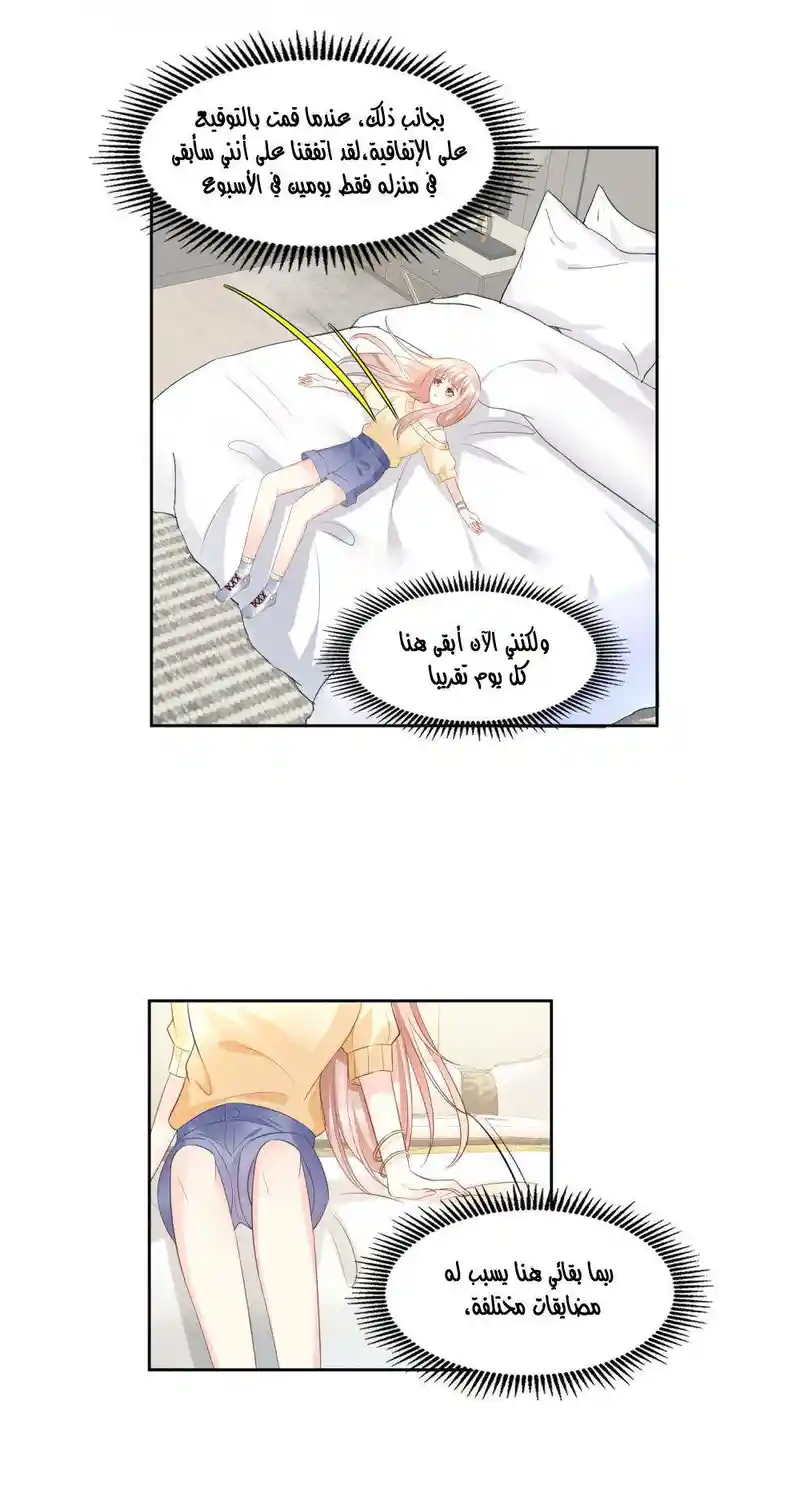 بجانب ذلك، عندما قمت بالتوقيع
على الإتفاقية،لقد اتفقنا على أنني سأبقى
في منزله فقط يومين في الأسبوع
ولكنني الآن أبقى هنا
كل يوم تقريبا
ربما بقائي هنا يسبب له
مضايقات مختلفة،